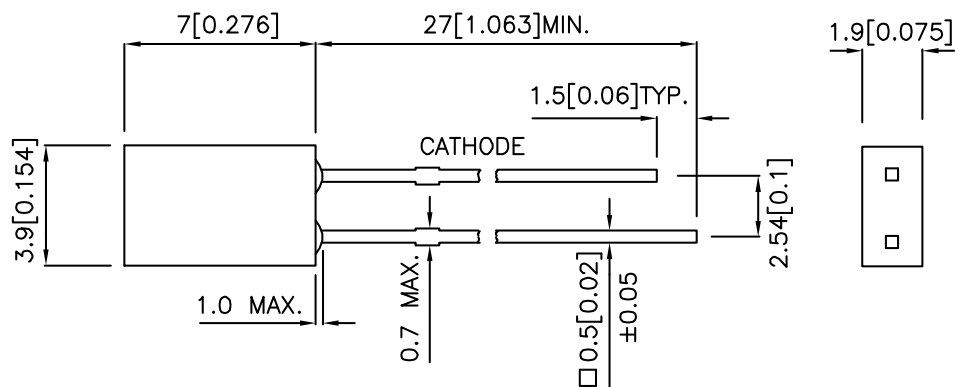 7[0.276]
27[1.063]MIN.
1.9[0.075]
1.5[0.06]TYP.
CATHODE
3.9[0.154]
2.54[0.1]
1.0 MAX.
0.7 MAX.
□0.5[0.02]
±0.05